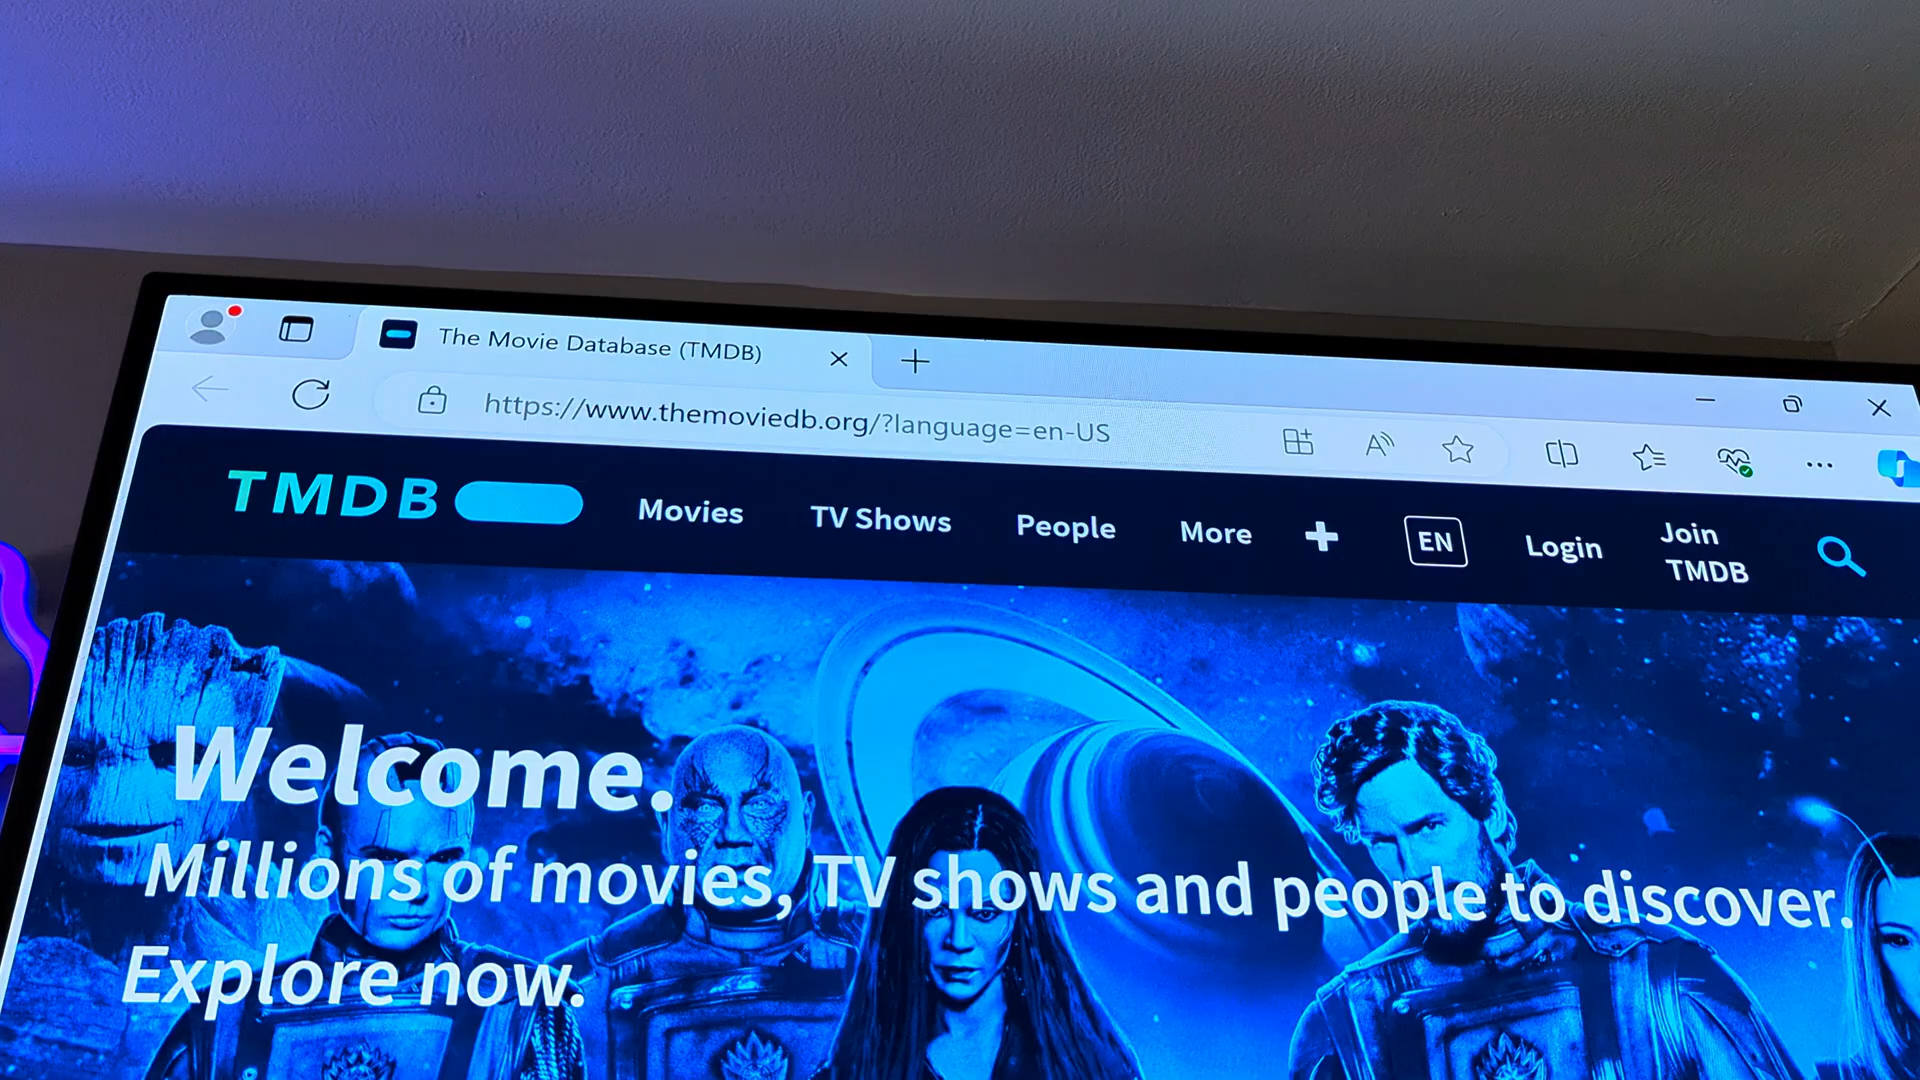 The Movie Database (TMDB)
https://www.themoviedb.org/?language=en-US
TMDB
Movies
TV Shows
People
More
EN
Login
Join
TMDB
Welcome.
Millions of movies, TV shows and people to discover.
Explore now.